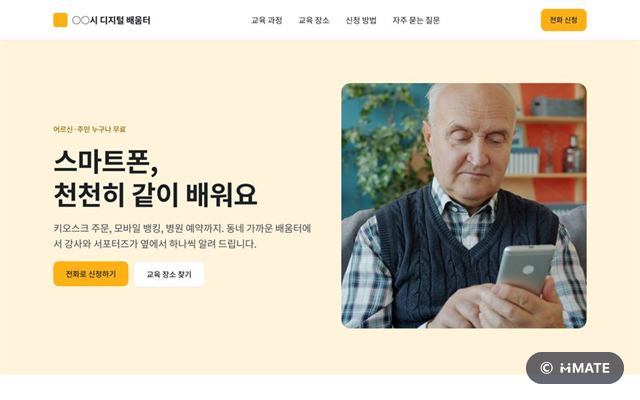 ○○시 디지털 배움터
교육 과정
교육 장소
신청 방법
자주 묻는 질문
전화 신청
어르신·주민 누구나 무료
스마트폰,
천천히 같이 배워요
키오스크 주문, 모바일 뱅킹, 병원 예약까지. 동네 가까운 배움터에
서 강사와 서포터즈가 옆에서 하나씩 알려 드립니다.
전화로 신청하기
교육 장소 찾기
© MMATE